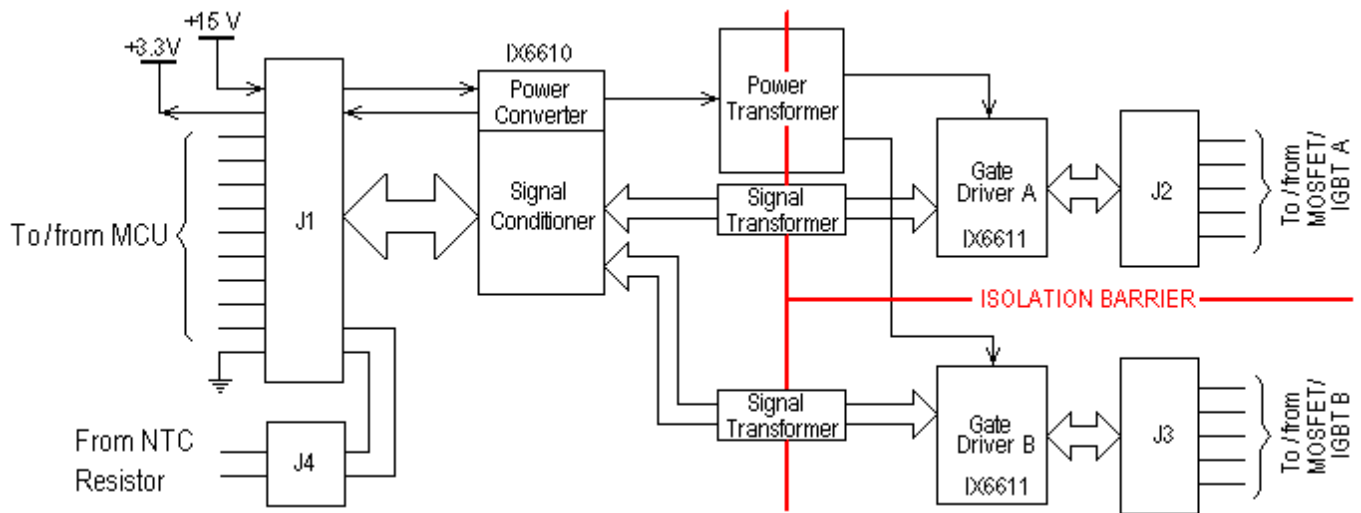 +15 V
+3.3V
IX6610
Power
Converter
Power
Transformer
J1
Signal
Conditioner
Signal
Transformer
Gate
Driver A
IX6611
J2
To/from
MOSFET/
IGBT A
To/from MCU
ISOLATION BARRIER
From NTC
Resistor
J4
Signal
Transformer
Gate
Driver B
IX6611
J3
To/from
MOSFET/
IGBT B